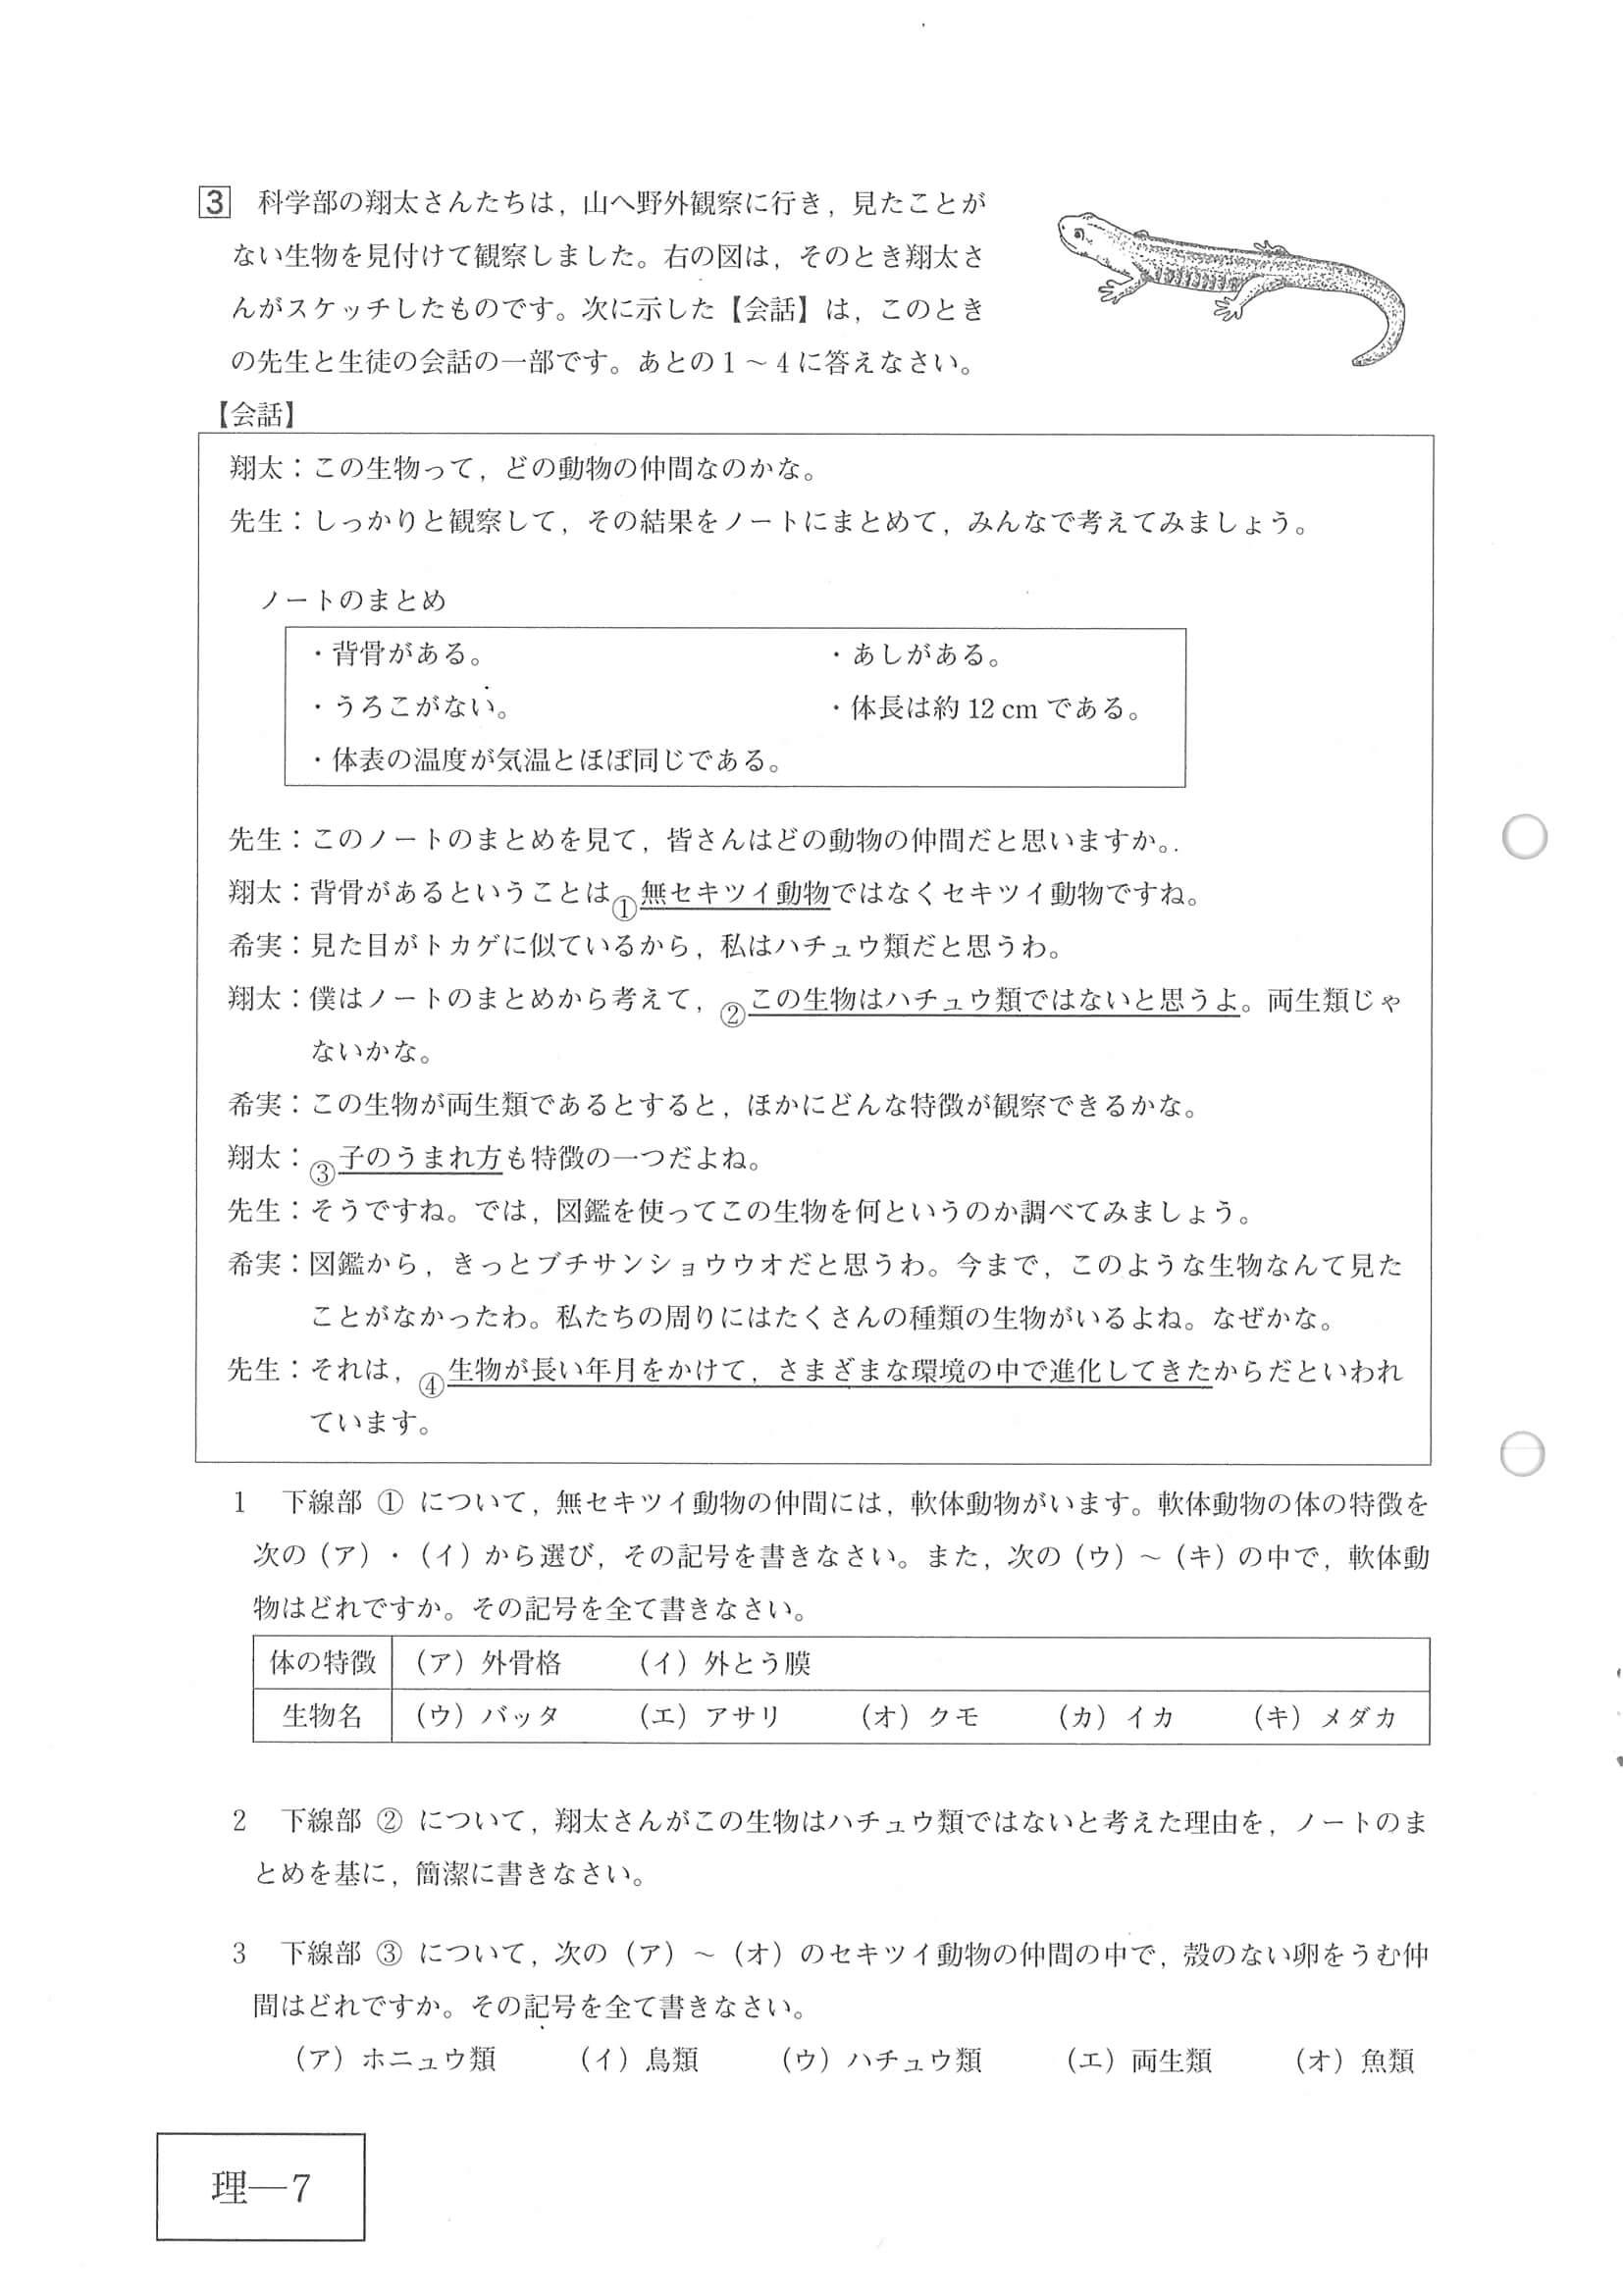 3 科学部の翔太さんたちは，山へ野外観察に行き，見たことが
ない生物を見付けて観察しました。右の図は，そのとき翔太さ
んがスケッチしたものです。次に示した【会話】は，このとき
の先生と生徒の会話の一部です。あとの１～４に答えなさい。
【会話】
翔太：この生物って，どの動物の仲間なのかな。
先生：しっかりと観察して，その結果をノートにまとめて，みんなで考えてみましょう。
ノートのまとめ
・背骨がある。 ・あしがある。
・うろこがない。 ・体長は約 12 cm である。
・体表の温度が気温とほぼ同じである。
先生：このノートのまとめを見て，皆さんはどの動物の仲間だと思いますか。
翔太：背骨があるということは①無セキツイ動物ではなくセキツイ動物ですね。
希実：見た目がトカゲに似ているから，私はハチュウ類だと思うわ。
翔太：僕はノートのまとめから考えて，②この生物はハチュウ類ではないと思うよ。両生類じゃ
ないかな。
希実：この生物が両生類であるとすると，ほかにどんな特徴が観察できるかな。
翔太：③子のうまれ方も特徴の一つだよね。
先生：そうですね。では，図鑑を使ってこの生物を何というのか調べてみましょう。
希実：図鑑から，きっとブチサンショウウオだと思うわ。今まで，このような生物なんて見た
ことがなかったわ。私たちの周りにはたくさんの種類の生物がいるよね。なぜかな。
先生：それは，④生物が長い年月をかけて，さまざまな環境の中で進化してきたからだといわれ
ています。
１ 下線部 ① について，無セキツイ動物の仲間には，軟体動物がいます。軟体動物の体の特徴を
次の（ア）・（イ）から選び，その記号を書きなさい。また，次の（ウ）～（キ）の中で，軟体動
物はどれですか。その記号を全て書きなさい。
体の特徴 （ア）外骨格 （イ）外とう膜
生物名 （ウ）バッタ （エ）アサリ （オ）クモ （カ）イカ （キ）メダカ
２ 下線部 ② について，翔太さんがこの生物はハチュウ類ではないと考えた理由を，ノートのま
とめを基に，簡潔に書きなさい。
３ 下線部 ③ について，次の（ア）～（オ）のセキツイ動物の仲間の中で，殻のない卵をうむ仲
間はどれですか。その記号を全て書きなさい。
（ア）ホニュウ類 （イ）鳥類 （ウ）ハチュウ類 （エ）両生類 （オ）魚類
理―7